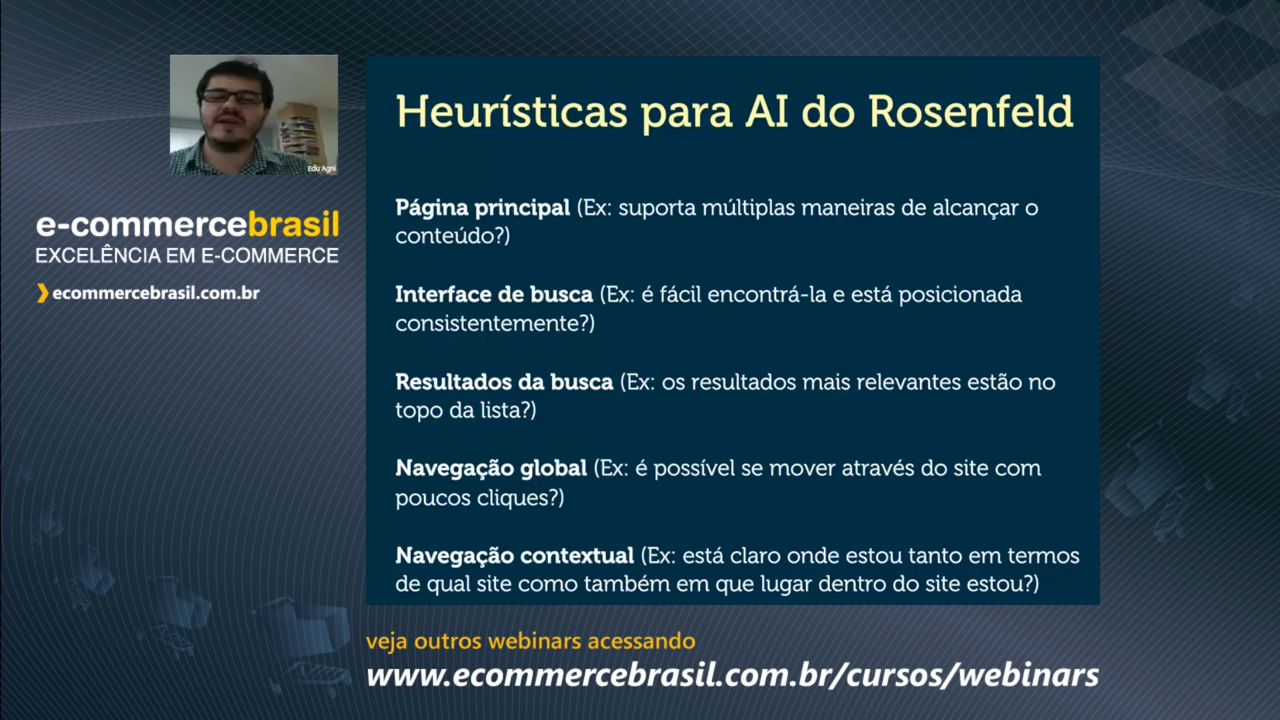 Edu Agni
e-commercebrasil
EXCELÊNCIA EM E-COMMERCE
ecommercebrasil.com.br
Heurísticas para AI do Rosenfeld
Página principal (Ex: suporta múltiplas maneiras de alcançar o
conteúdo?)
Interface de busca (Ex: é fácil encontrá-la e está posicionada
consistentemente?)
Resultados da busca (Ex: os resultados mais relevantes estão no
topo da lista?)
Navegação global (Ex: é possível se mover através do site com
poucos cliques?)
Navegação contextual (Ex: está claro onde estou tanto em termos
de qual site como também em que lugar dentro do site estou?)
veja outros webinars acessando
www.ecommercebrasil.com.br/cursos/webinars